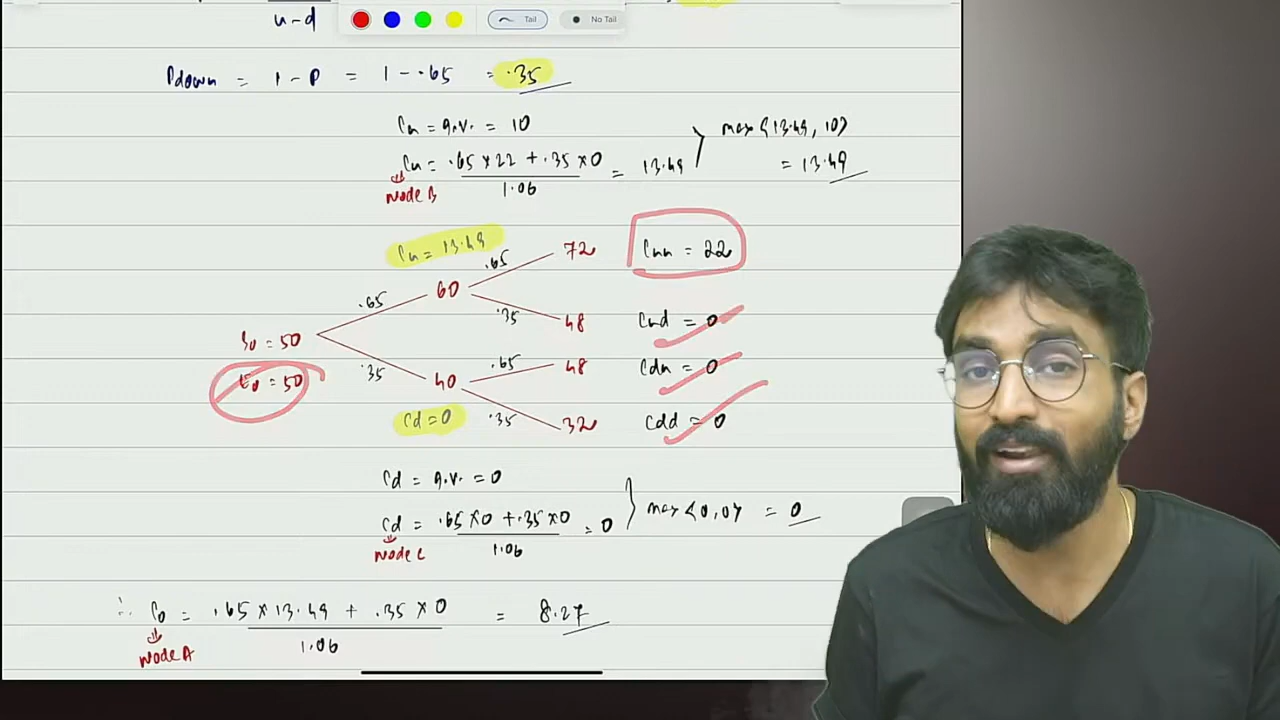 u-d
Tail
No Tail
Pdown = 1 - P = 1 - .65 = .35
Cu = g.v. = 10
Cu = .65 x 22 + .35 x 0
1.06
= 13.49
max {13.49, 10}
= 13.49
Node B
Cu = 13.49
.65
72
Cuu = 22
.65
60
.35
48
Cud = 0
S0 = 50
E0 = 50
.35
40
.65
48
Cdu = 0
Cd = 0
.35
32
Cdd = 0
Cd = g.v. = 0
Cd = .65 x 0 + .35 x 0
1.06
= 0
max {0,0} = 0
Node C
∴ C0 = .65 x 13.49 + .35 x 0
1.06
= 8.27
Node A